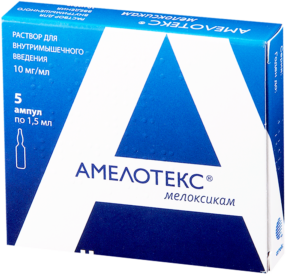 АМЕЛОТЕКС®
мелоксикам
РАСТВОР ДЛЯ
ВНУТРИМЫШЕЧНОГО
ВВЕДЕНИЯ
10 мг/мл
5
ампул
по 1,5 мл
АМЕЛОТЕКС®
мелоксикам